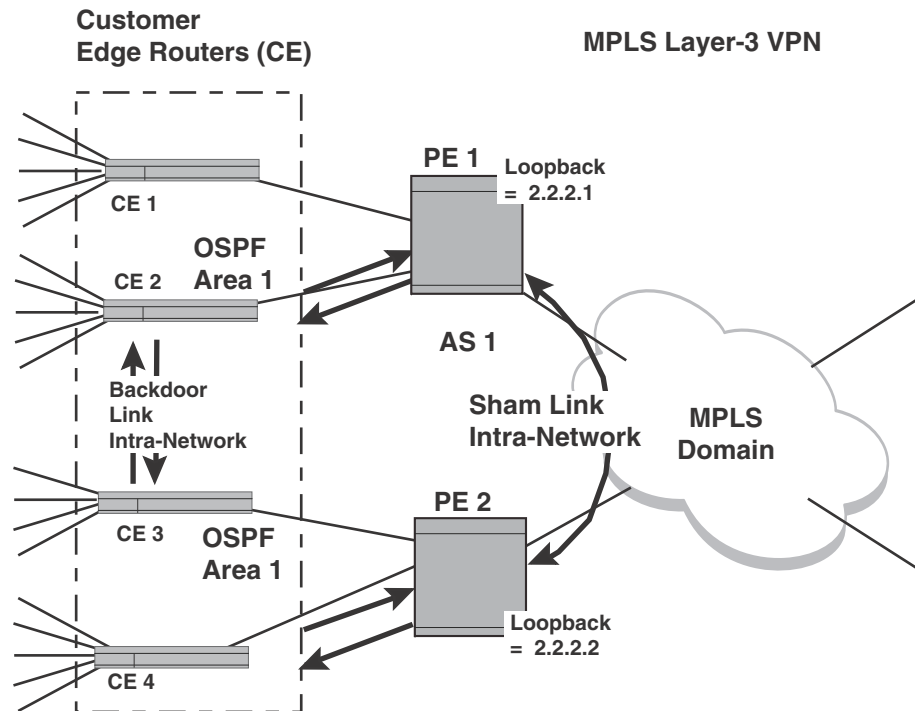 Customer
Edge Routers (CE)
MPLS Layer-3 VPN
PE 1
Loopback
= 2.2.2.1
CE 1
OSPF
Area 1
CE 2
AS 1
Backdoor
Link
Intra-Network
Sham Link
Intra-Network
MPLS
Domain
PE 2
CE 3
OSPF
Area 1
Loopback
= 2.2.2.2
CE 4